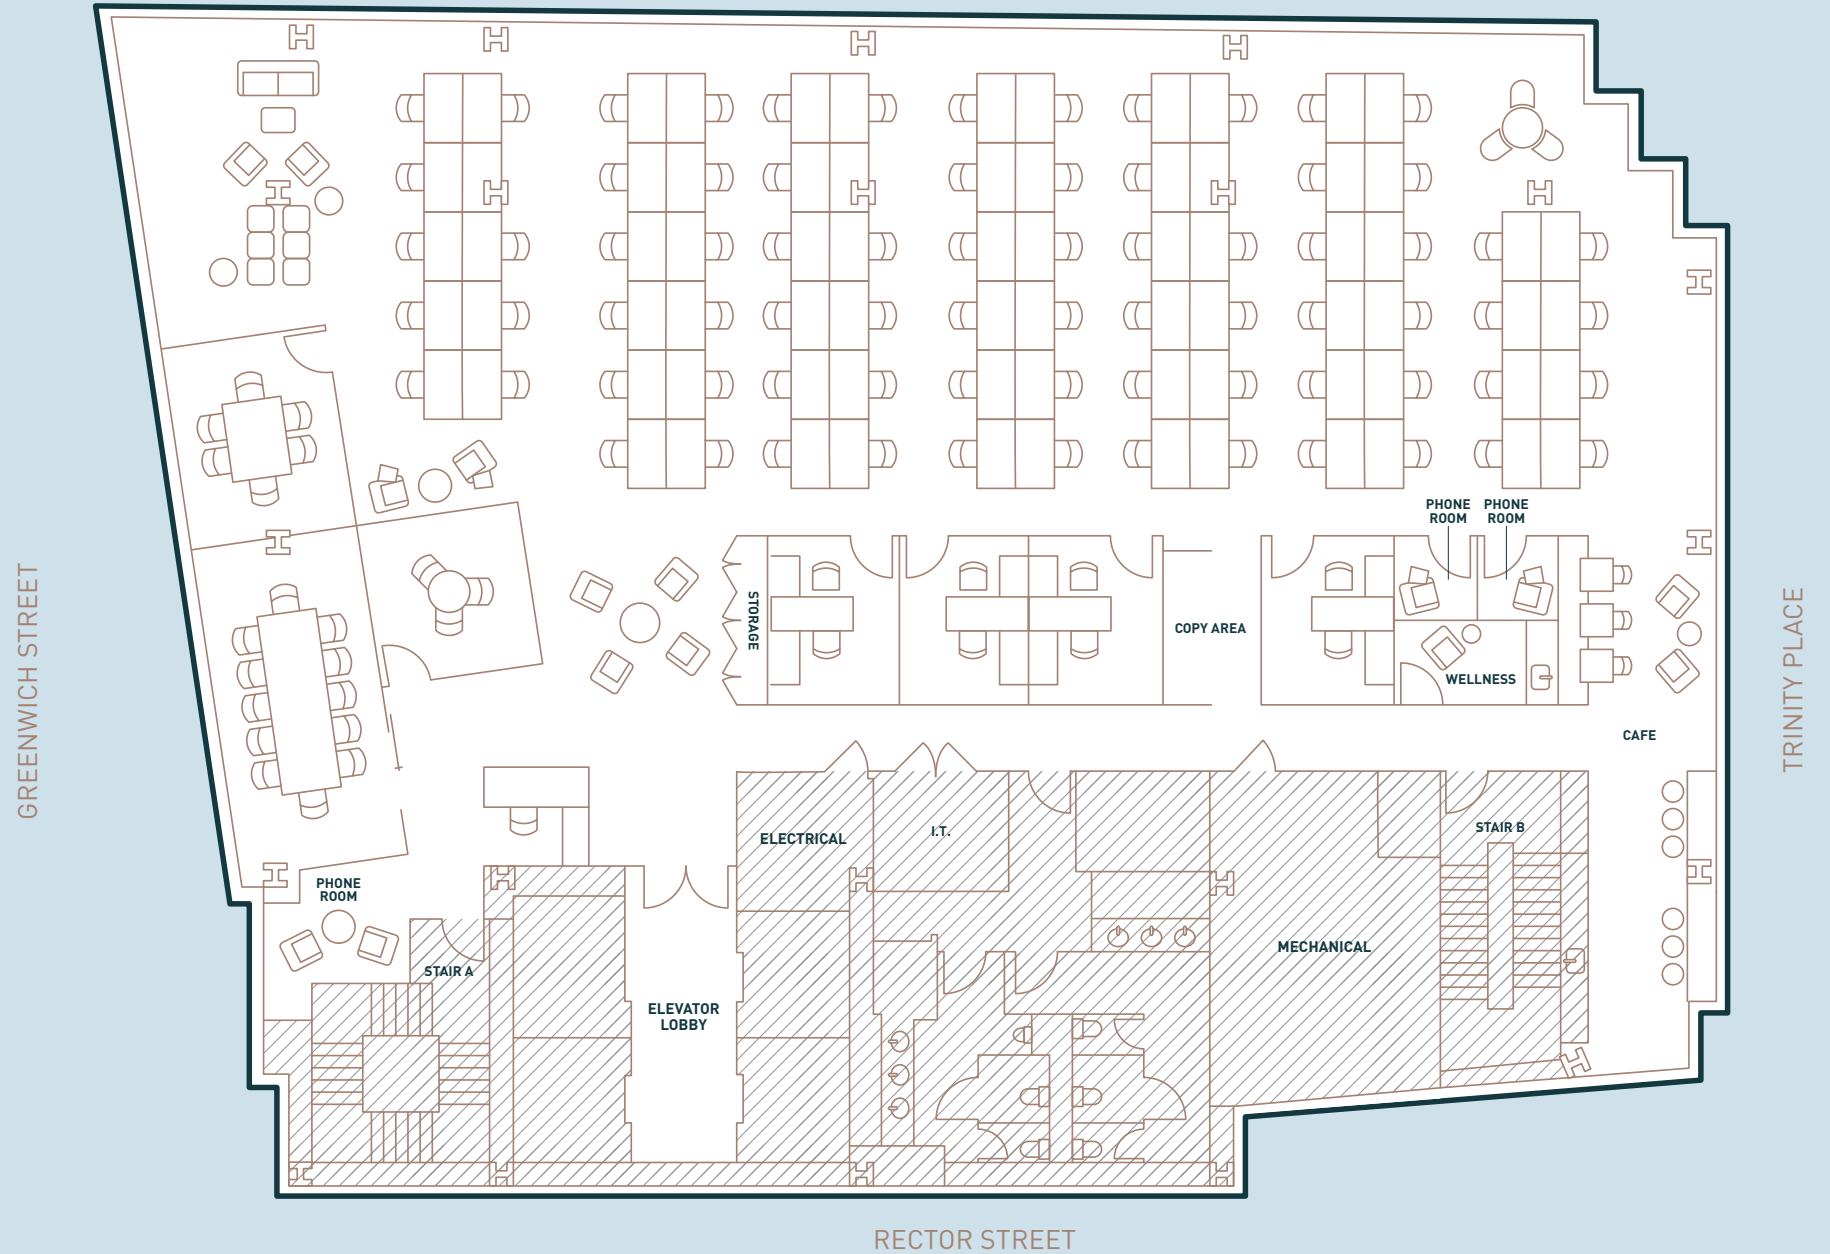 PHONE
ROOM
PHONE
ROOM
GREENWICH STREET
STORAGE
COPY AREA
TRINITY PLACE
WELLNESS
CAFE
ELECTRICAL
I.T.
STAIR B
PHONE
ROOM
MECHANICAL
STAIR A
ELEVATOR
LOBBY
RECTOR STREET